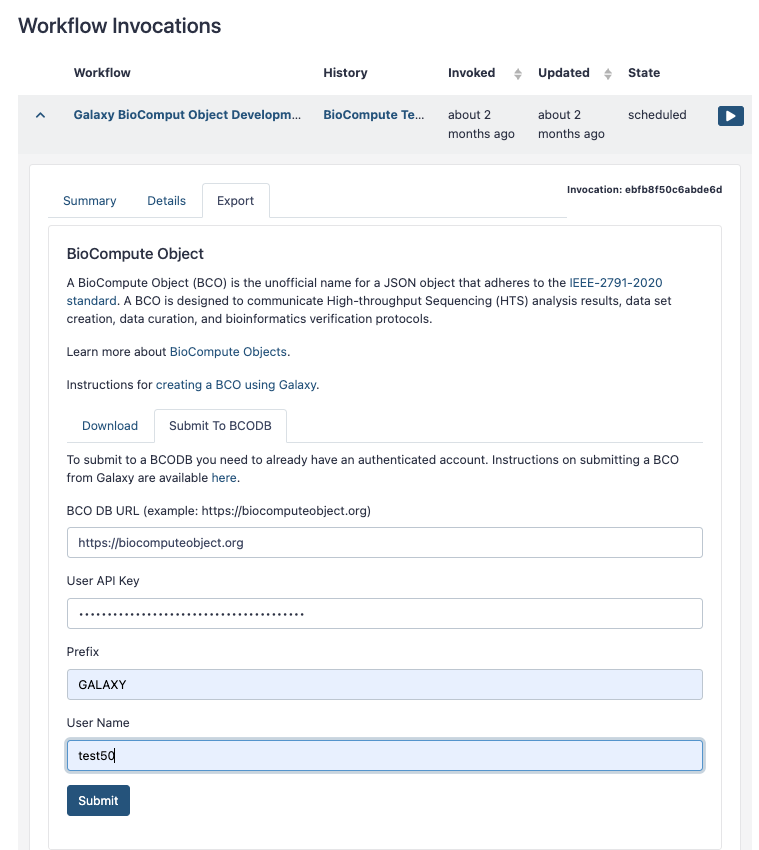 Workflow Invocations
Workflow History Invoked Updated State
Galaxy BioComput Object Developm... BioCompute Te... about 2 months ago about 2 months ago scheduled
Invocation: ebfb8f50c6abde6d
Summary Details Export
BioCompute Object
A BioCompute Object (BCO) is the unofficial name for a JSON object that adheres to the IEEE-2791-2020
standard. A BCO is designed to communicate High-throughput Sequencing (HTS) analysis results, data set
creation, data curation, and bioinformatics verification protocols.
Learn more about BioCompute Objects.
Instructions for creating a BCO using Galaxy.
Download Submit To BCODB
To submit to a BCODB you need to already have an authenticated account. Instructions on submitting a BCO
from Galaxy are available here.
BCO DB URL (example: https://biocomputeobject.org)
https://biocomputeobject.org
User API Key
Prefix
GALAXY
User Name
test50
Submit